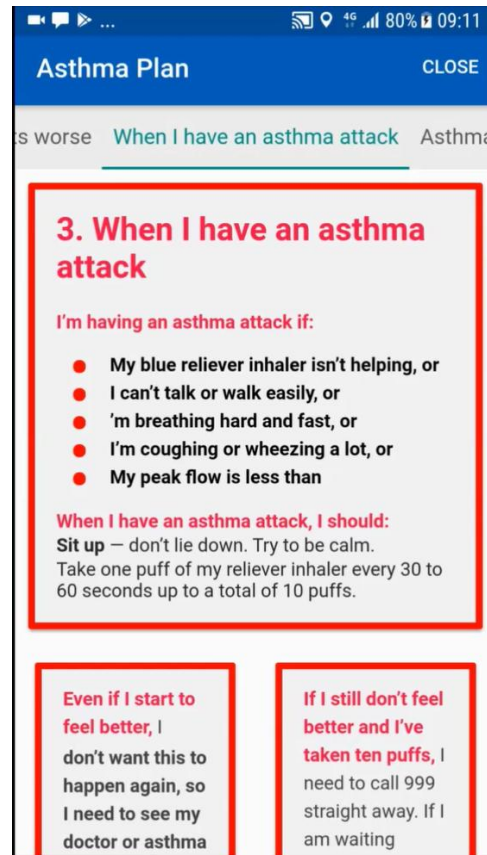 ... 4G 80% 09:11
Asthma Plan CLOSE
ts worse When I have an asthma attack Asthma
3. When I have an asthma
attack
I'm having an asthma attack if:
My blue reliever inhaler isn't helping, or
I can't talk or walk easily, or
'm breathing hard and fast, or
I'm coughing or wheezing a lot, or
My peak flow is less than
When I have an asthma attack, I should:
Sit up — don't lie down. Try to be calm.
Take one puff of my reliever inhaler every 30 to
60 seconds up to a total of 10 puffs.
Even if I start to
feel better, I
don't want this to
happen again, so
I need to see my
doctor or asthma
If I still don't feel
better and I've
taken ten puffs, I
need to call 999
straight away. If I
am waiting